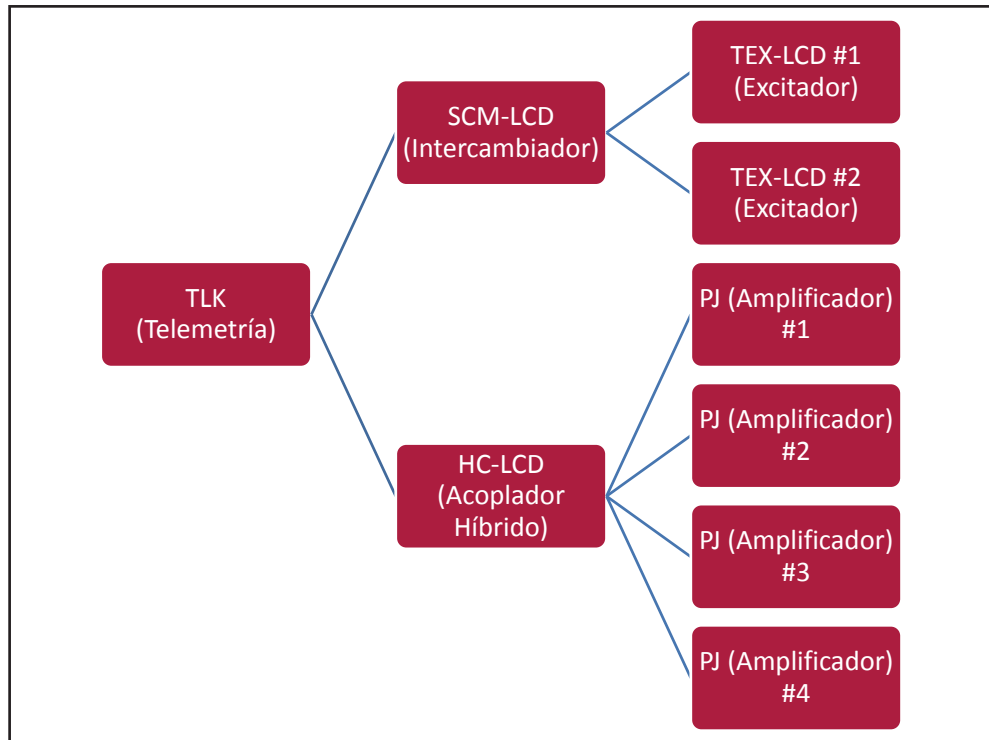 TLK
(Telemetría)
SCM-LCD
(Intercambiador)
HC-LCD
(Acoplador
Híbrido)
TEX-LCD #1
(Excitador)
TEX-LCD #2
(Excitador)
PJ (Amplificador)
#1
PJ (Amplificador)
#2
PJ (Amplificador)
#3
PJ (Amplificador)
#4